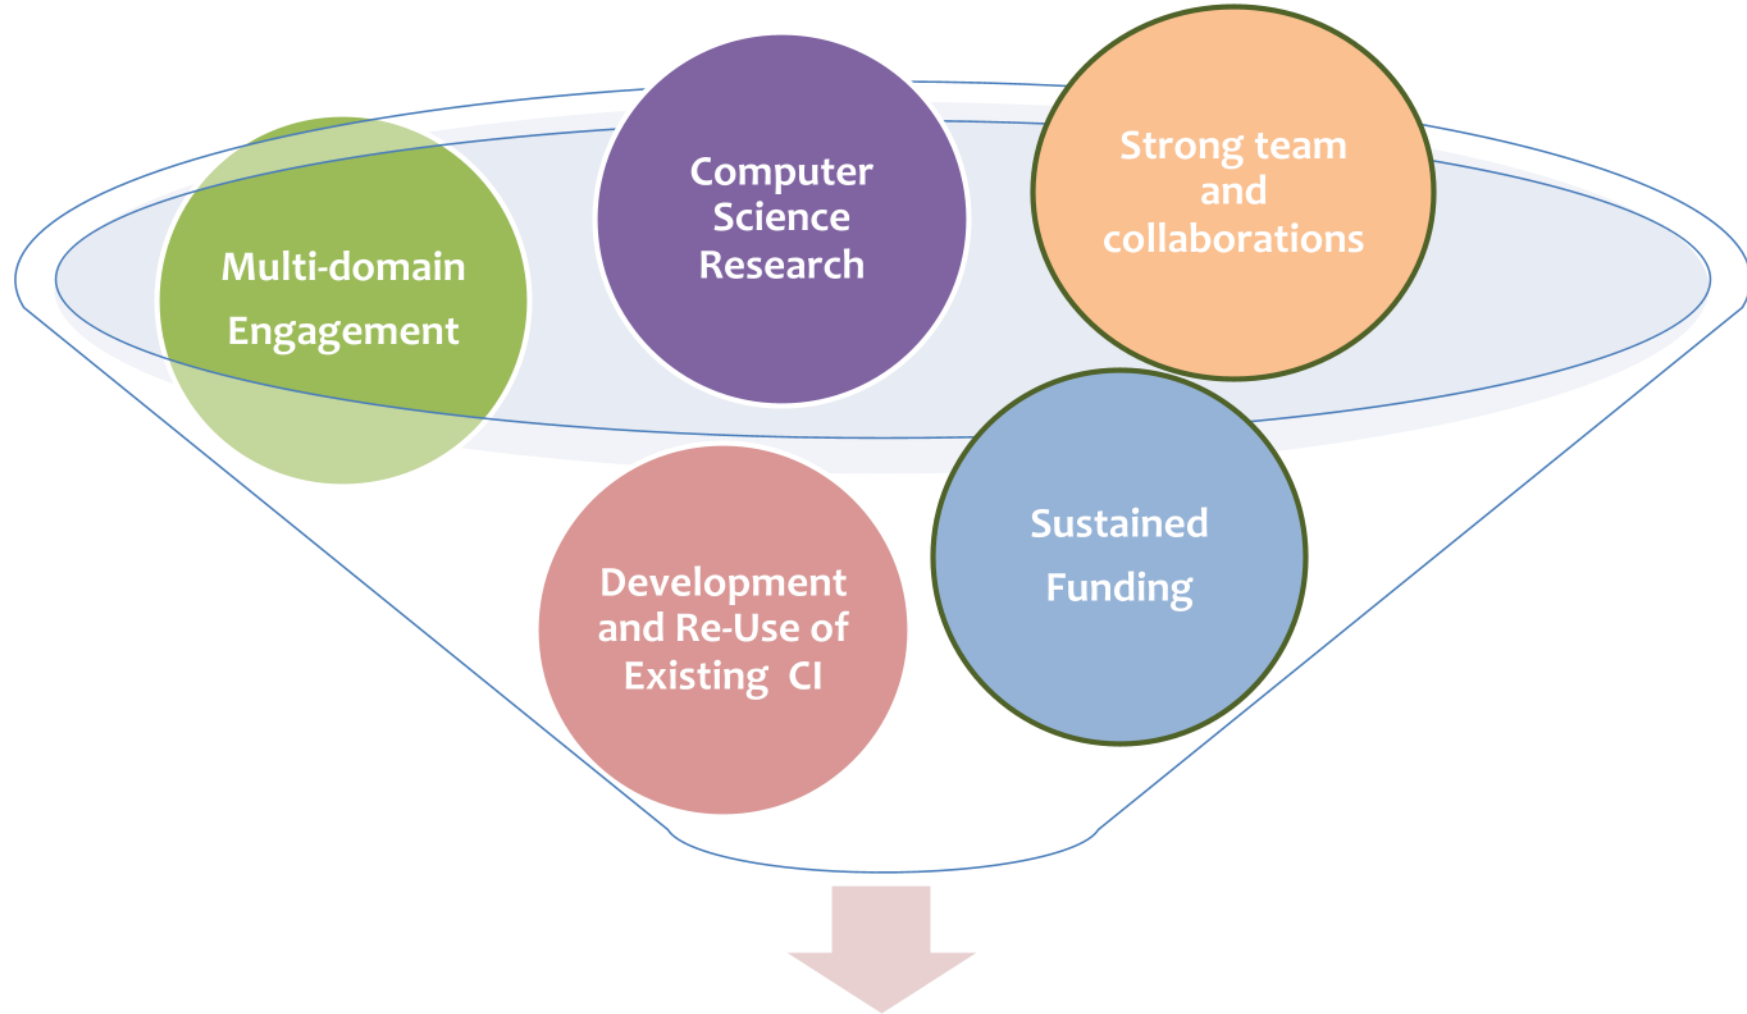 Multi-domain
Engagement
Computer
Science
Research
Strong team
and
collaborations
Development
and Re-Use of
Existing CI
Sustained
Funding